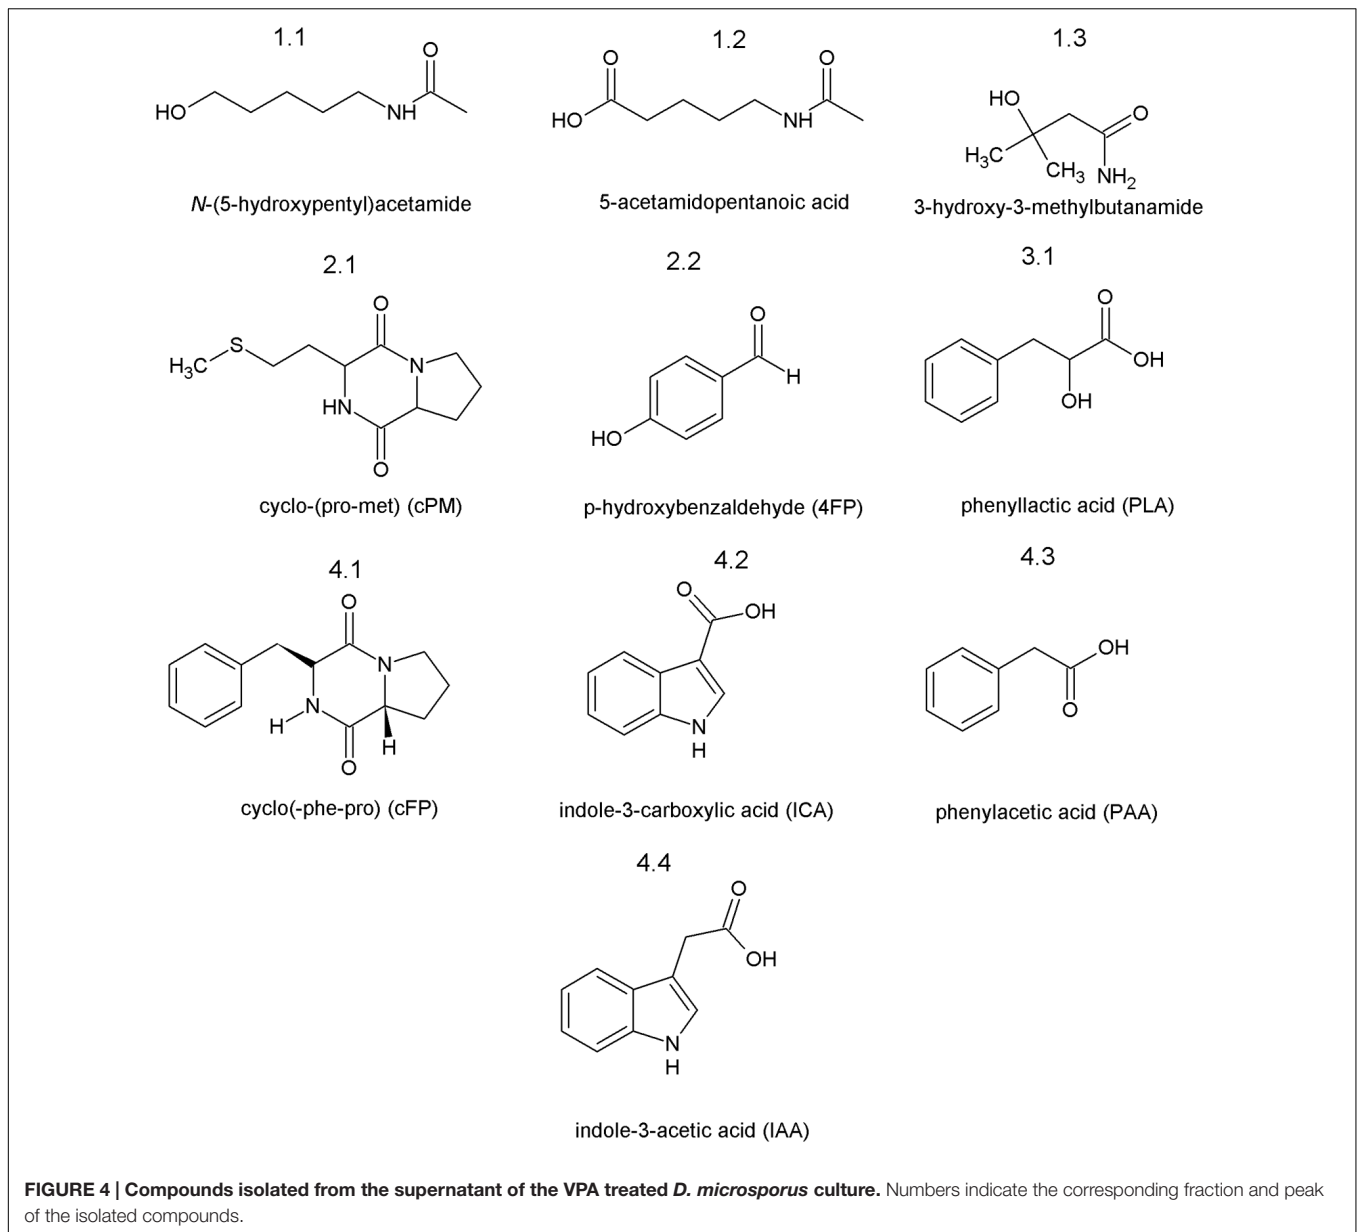 1.1
1.2
1.3
HO
NH
O
HO
O
NH
O
HO
H3C
CH3
O
NH2
N-(5-hydroxypentyl)acetamide
5-acetamidopentanoic acid
3-hydroxy-3-methylbutanamide
2.1
2.2
3.1
H3C
S
O
N
HN
O
O
H
HO
O
OH
OH
cyclo-(pro-met) (cPM)
p-hydroxybenzaldehyde (4FP)
phenyllactic acid (PLA)
4.1
4.2
4.3
O
N
N
H
H
O
O
OH
N
H
OH
O
cyclo(-phe-pro) (cFP)
indole-3-carboxylic acid (ICA)
phenylacetic acid (PAA)
4.4
O
OH
N
H
indole-3-acetic acid (IAA)
FIGURE 4 | Compounds isolated from the supernatant of the VPA treated D. microsporus culture. Numbers indicate the corresponding fraction and peak
of the isolated compounds.